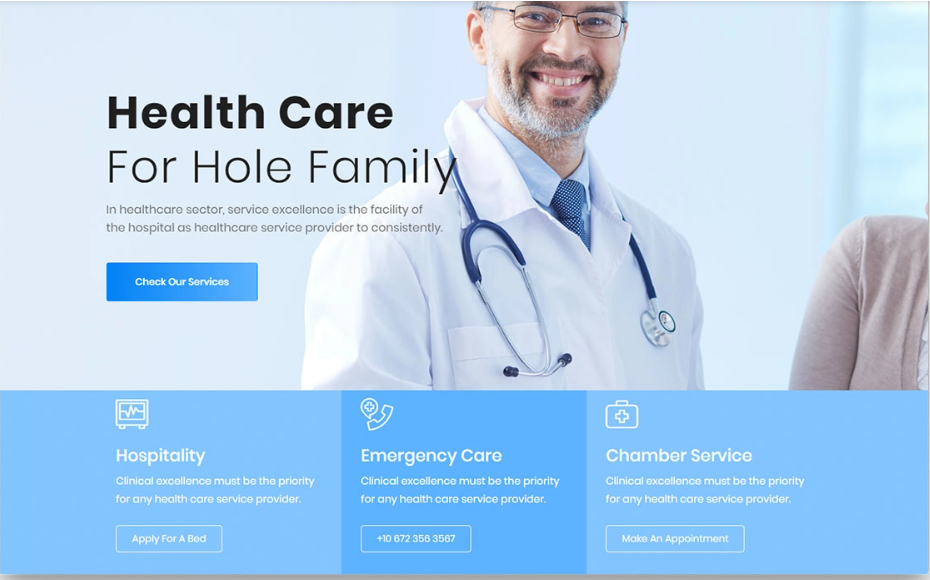 Health Care
For Hole Family
In healthcare sector, service excellence is the facility of
the hospital as healthcare service provider to consistently.
Check Our Services
Hospitality
Clinical excellence must be the priority
for any health care service provider.
Apply For A Bed
Emergency Care
Clinical excellence must be the priority
for any health care service provider.
+10 672 356 3567
Chamber Service
Clinical excellence must be the priority
for any health care service provider.
Make An Appointment